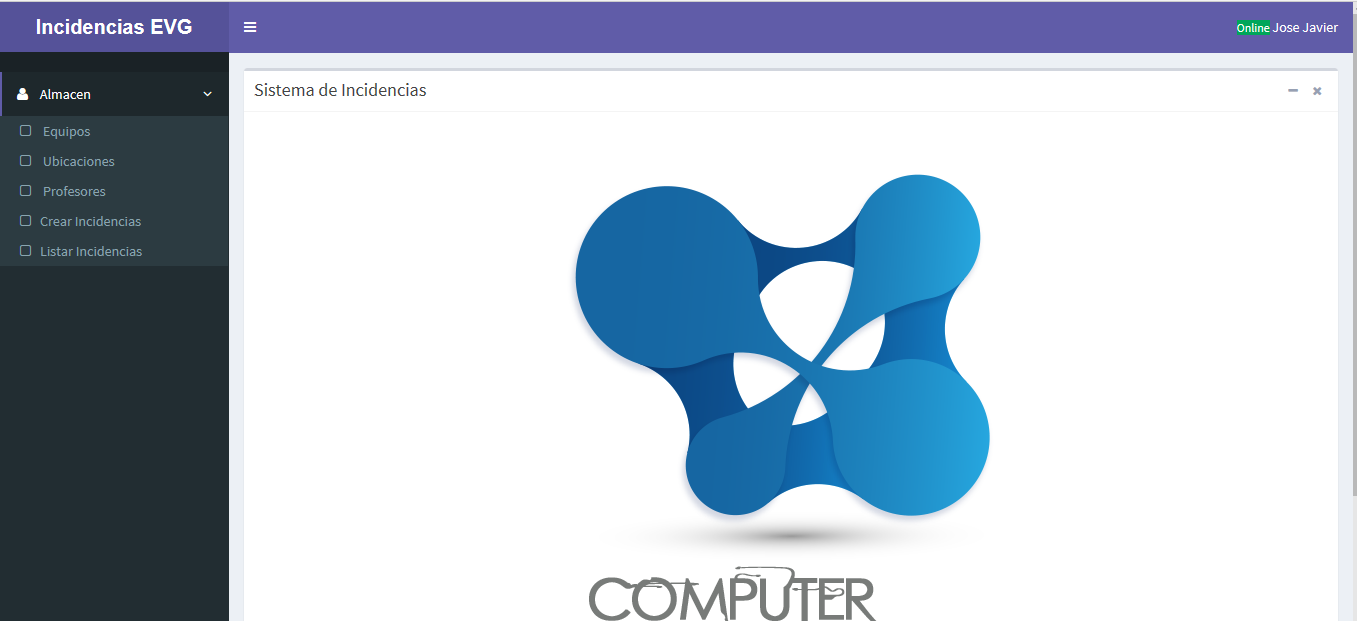 Incidencias EVG
Online Jose Javier
Almacen
Equipos
Ubicaciones
Profesores
Crear Incidencias
Listar Incidencias
Sistema de Incidencias
COMPUTER